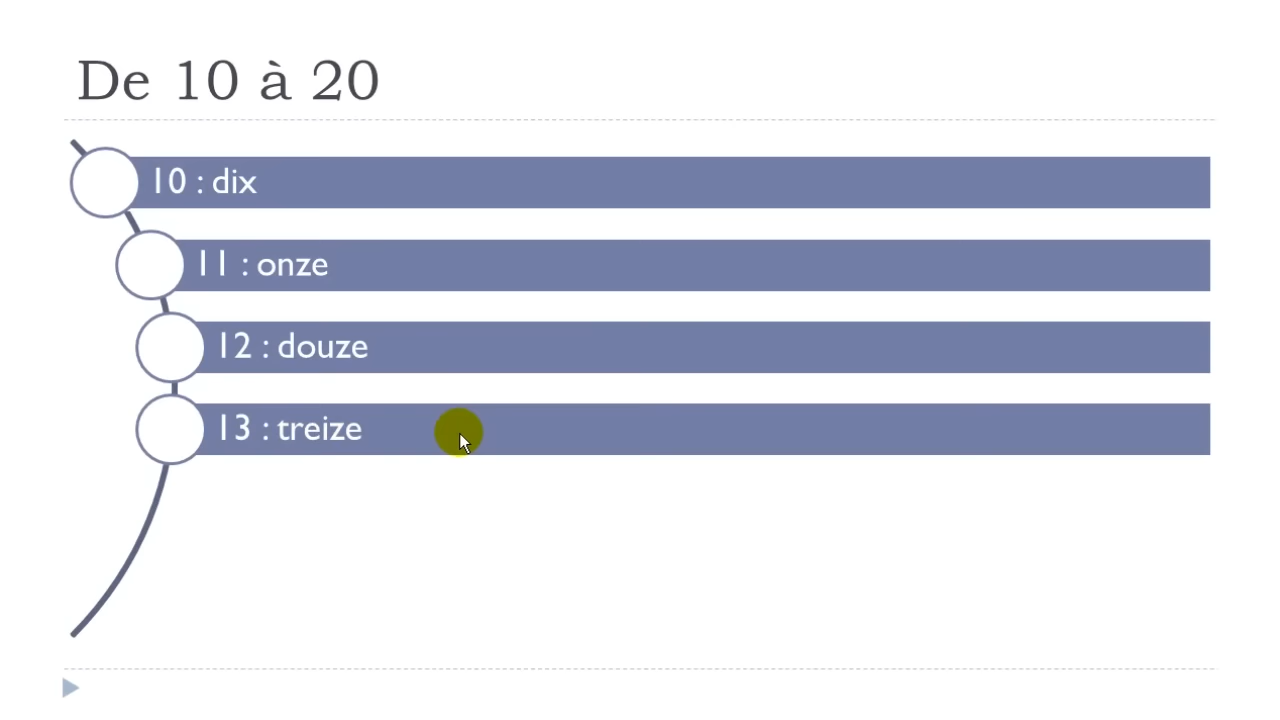 De 10 à 20
10 : dix
11 : onze
12 : douze
13 : treize